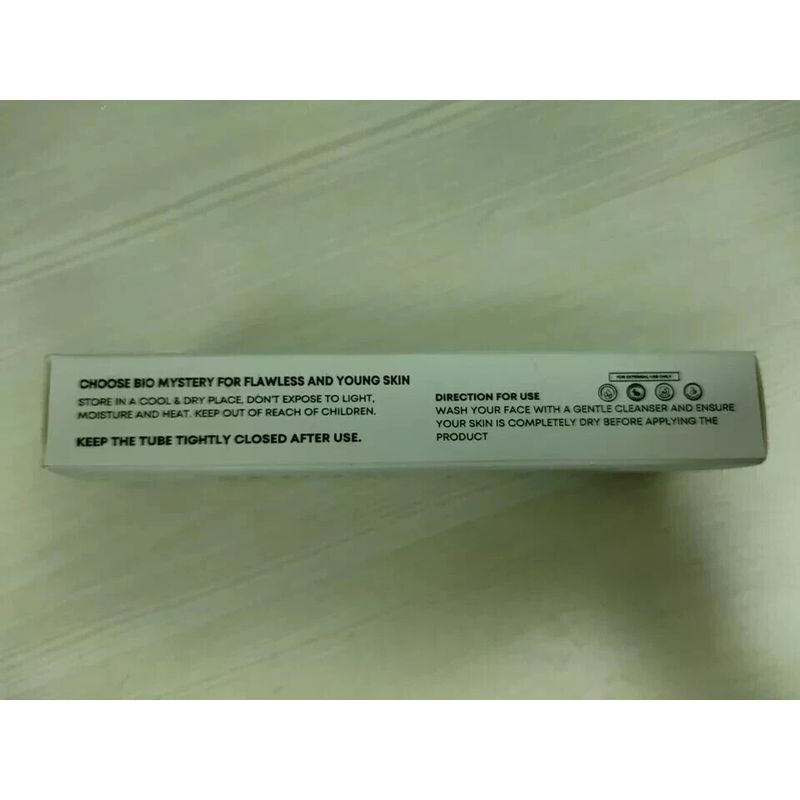 CHOOSE BIO MYSTERY FOR FLAWLESS AND YOUNG SKIN
STORE IN A COOL & DRY PLACE, DON'T EXPOSE TO LIGHT,
MOISTURE AND HEAT. KEEP OUT OF REACH OF CHILDREN.
KEEP THE TUBE TIGHTLY CLOSED AFTER USE.
FOR EXTERNAL USE ONLY
DIRECTION FOR USE
WASH YOUR FACE WITH A GENTLE CLEANSER AND ENSURE
YOUR SKIN IS COMPLETELY DRY BEFORE APPLYING THE
PRODUCT